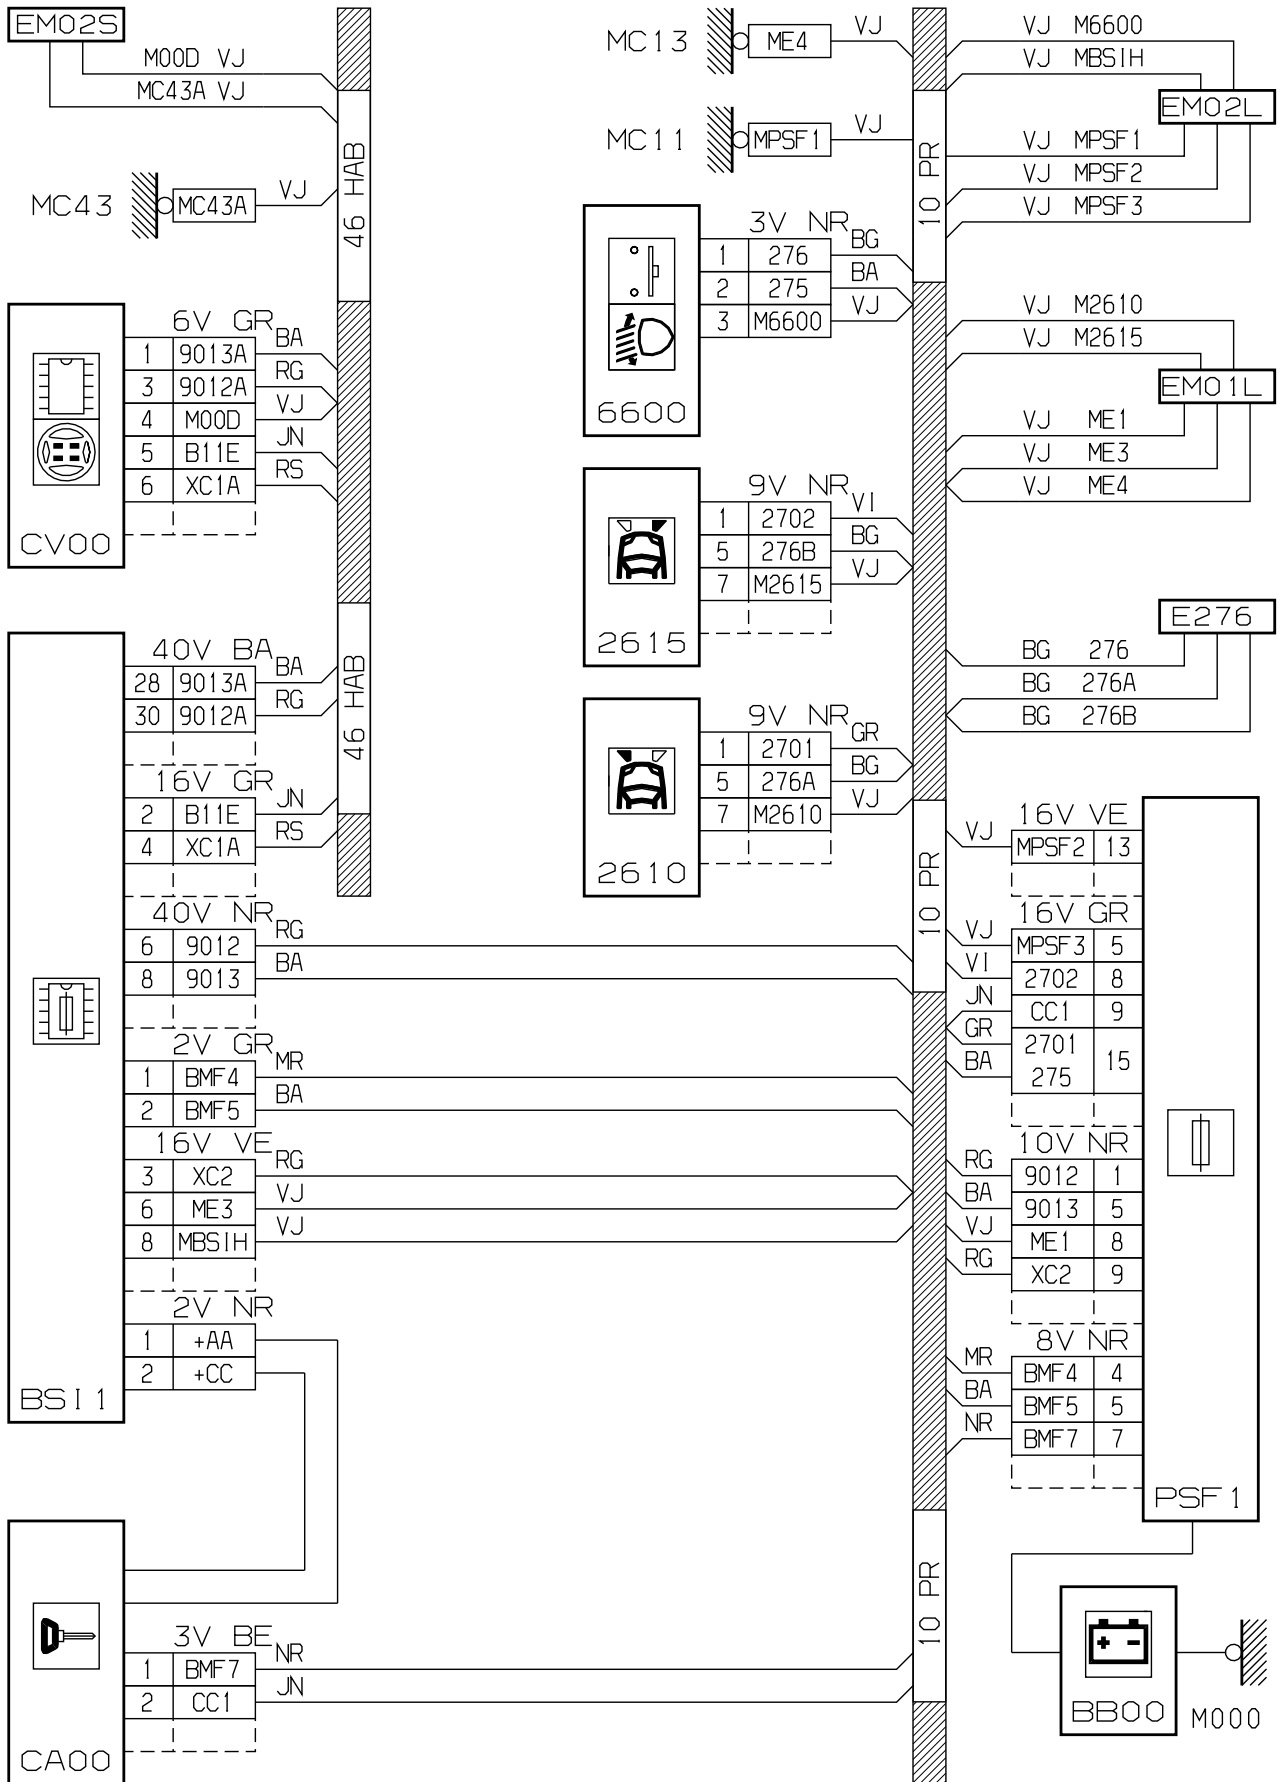 EM02S
M00D VJ
MC43A VJ
MC43
MC43A
VJ
46 HAB
6V GR
1 9013A BA
3 9012A RG
4 M00D VJ
5 B11E JN
6 XC1A RS
CV00
40V BA
28 9013A BA
30 9012A RG
46 HAB
16V GR
2 B11E JN
4 XC1A RS
40V NR
6 9012 RG
8 9013 BA
2V GR
1 BMF4 MR
2 BMF5 BA
16V VE
3 XC2 RG
6 ME3 VJ
8 MBSIH VJ
2V NR
1 +AA
2 +CC
BSI1
3V BE
1 BMF7 NR
2 CC1 JN
CA00
MC13
ME4
VJ
MC11
MPSF1
VJ
10 PR
3V NR
1 276 BG
2 275 BA
3 M6600 VJ
6600
9V NR
1 2702 VI
5 276B BG
7 M2615 VJ
2615
9V NR
1 2701 GR
5 276A BG
7 M2610 VJ
2610
10 PR
10 PR
VJ M6600
VJ MBSIH
EM02L
VJ MPSF1
VJ MPSF2
VJ MPSF3
VJ M2610
VJ M2615
EM01L
VJ ME1
VJ ME3
VJ ME4
E276
BG 276
BG 276A
BG 276B
16V VE
VJ MPSF2 13
16V GR
VJ MPSF3 5
VI 2702 8
JN CC1 9
GR 2701
15
BA 275
10V NR
RG 9012 1
BA 9013 5
VJ ME1 8
RG XC2 9
8V NR
MR BMF4 4
BA BMF5 5
NR BMF7 7
PSF1
+ -
BB00
M000